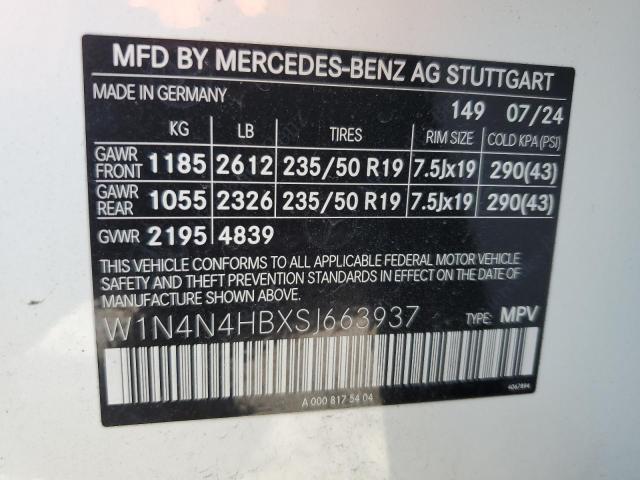 MFD BY MERCEDES-BENZ AG STUTTGART
MADE IN GERMANY 149 07/24
KG LB TIRES RIM SIZE COLD KPA (PSI)
GAWR FRONT 1185 2612 235/50 R19 7.5Jx19 290(43)
GAWR REAR 1055 2326 235/50 R19 7.5Jx19 290(43)
GVWR 2195 4839
THIS VEHICLE CONFORMS TO ALL APPLICABLE FEDERAL MOTOR VEHICLE
SAFETY AND THEFT PREVENTION STANDARDS IN EFFECT ON THE DATE OF
MANUFACTURE SHOWN ABOVE.
W1N4N4HBXSJ663937 TYPE: MPV
A 000 817 54 04 4067894